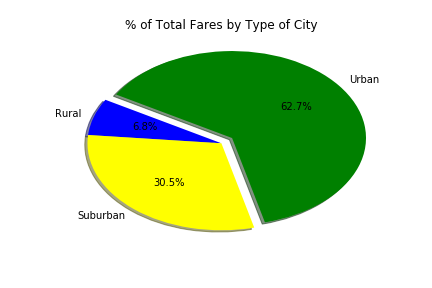 % of Total Fares by Type of City
Urban
62.7%
Rural
6.8%
30.5%
Suburban